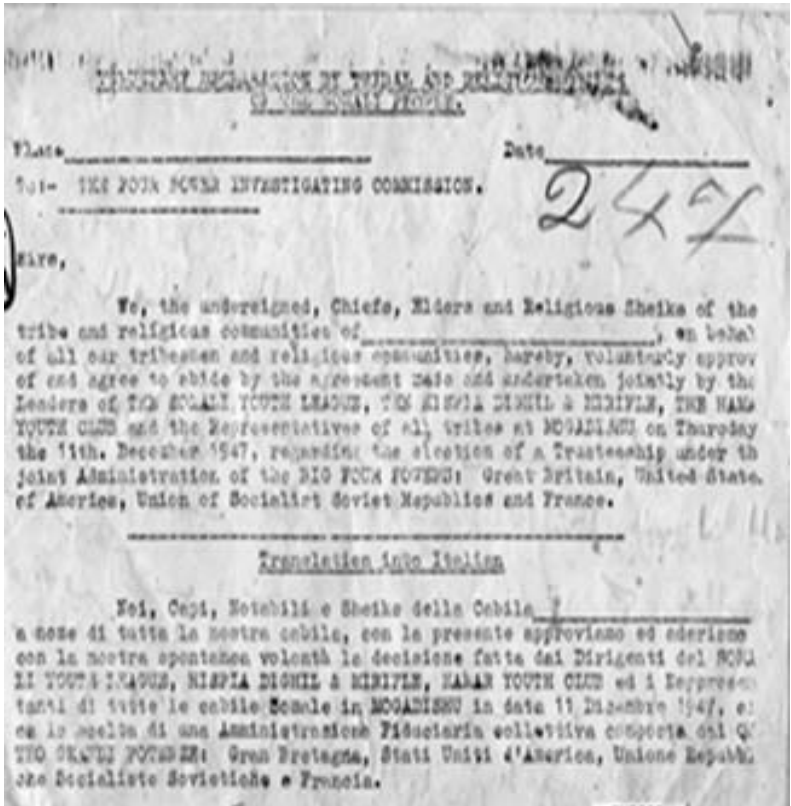 DECLARATION BY TRIBAL AND RELIGIOUS
OF THE SOMALI PEOPLE.
Place Date
To:- THE FOUR POWER INVESTIGATING COMMISSION.
247
Sirs,
We, the undersigned, Chiefs, Elders and Religious Sheiks of the
tribe and religious communities of , on behal
of all our tribesmen and religious communities, hereby, voluntarly approv
of and agree to abide by the agreement made and undertaken jointly by the
Leaders of THE SOMALI YOUTH LEAGUE, THE HISPIA DIGHIL & MIRIFLE, THE HAMA
YOUTH CLUB and the Representatives of all tribes at MOGADISHU on Thursday
the 11th. December 1947, regarding the election of a Trusteeship under th
joint Administration of the BIG FOUR POWERS: Great Britain, United State.
of America, Union of Socialist Soviet Republics and France.
Translation into Italian
Noi, Capi, Notabili e Sheiks della Cabila
a nome di tutta la nostra cabila, con la presente approviamo ed aderiamo
con la nostra spontanea volontà la decisione fatta dai Dirigenti del SOMA
LI YOUTH LEAGUE, HISPIA DIGHIL & MIRIFLE, HAMAR YOUTH CLUB ed i Rappresen
tanti di tutte le cabile Somale in MOGADISHU in data 11 Dicembre 1947,
ca la scelta di una Amministrazione Fiduciaria collettiva composta dai
TRO GRANDI POTENZE: Gran Bretagna, Stati Uniti d'America, Unione Repubbli
che Socialiste Sovietiche e Francia.